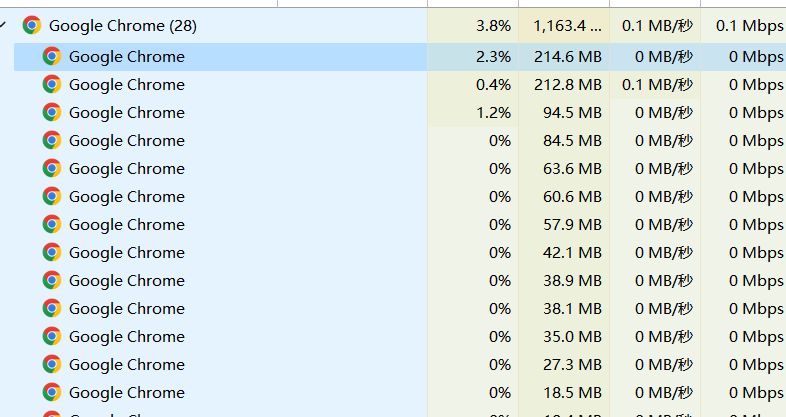 Google Chrome (28) 3.8% 1,163.4 ... 0.1 MB/秒 0.1 Mbps
Google Chrome 2.3% 214.6 MB 0 MB/秒 0 Mbps
Google Chrome 0.4% 212.8 MB 0.1 MB/秒 0 Mbps
Google Chrome 1.2% 94.5 MB 0 MB/秒 0 Mbps
Google Chrome 0% 84.5 MB 0 MB/秒 0 Mbps
Google Chrome 0% 63.6 MB 0 MB/秒 0 Mbps
Google Chrome 0% 60.6 MB 0 MB/秒 0 Mbps
Google Chrome 0% 57.9 MB 0 MB/秒 0 Mbps
Google Chrome 0% 42.1 MB 0 MB/秒 0 Mbps
Google Chrome 0% 38.9 MB 0 MB/秒 0 Mbps
Google Chrome 0% 38.1 MB 0 MB/秒 0 Mbps
Google Chrome 0% 35.0 MB 0 MB/秒 0 Mbps
Google Chrome 0% 27.3 MB 0 MB/秒 0 Mbps
Google Chrome 0% 18.5 MB 0 MB/秒 0 Mbps